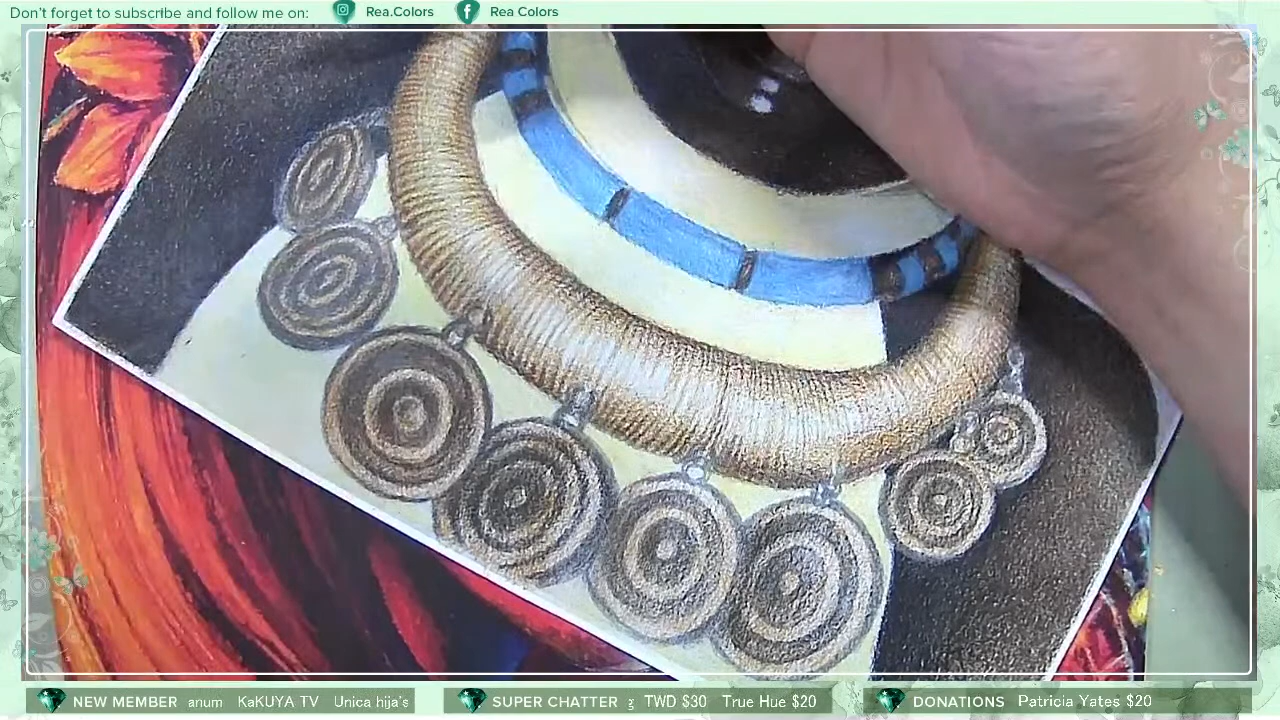 Don't forget to subscribe and follow me on: Rea.Colors Rea Colors
NEW MEMBER anum KaKUYA TV Unica hija's SUPER CHATTER TWD $30 True Hue $20 DONATIONS Patricia Yates $20